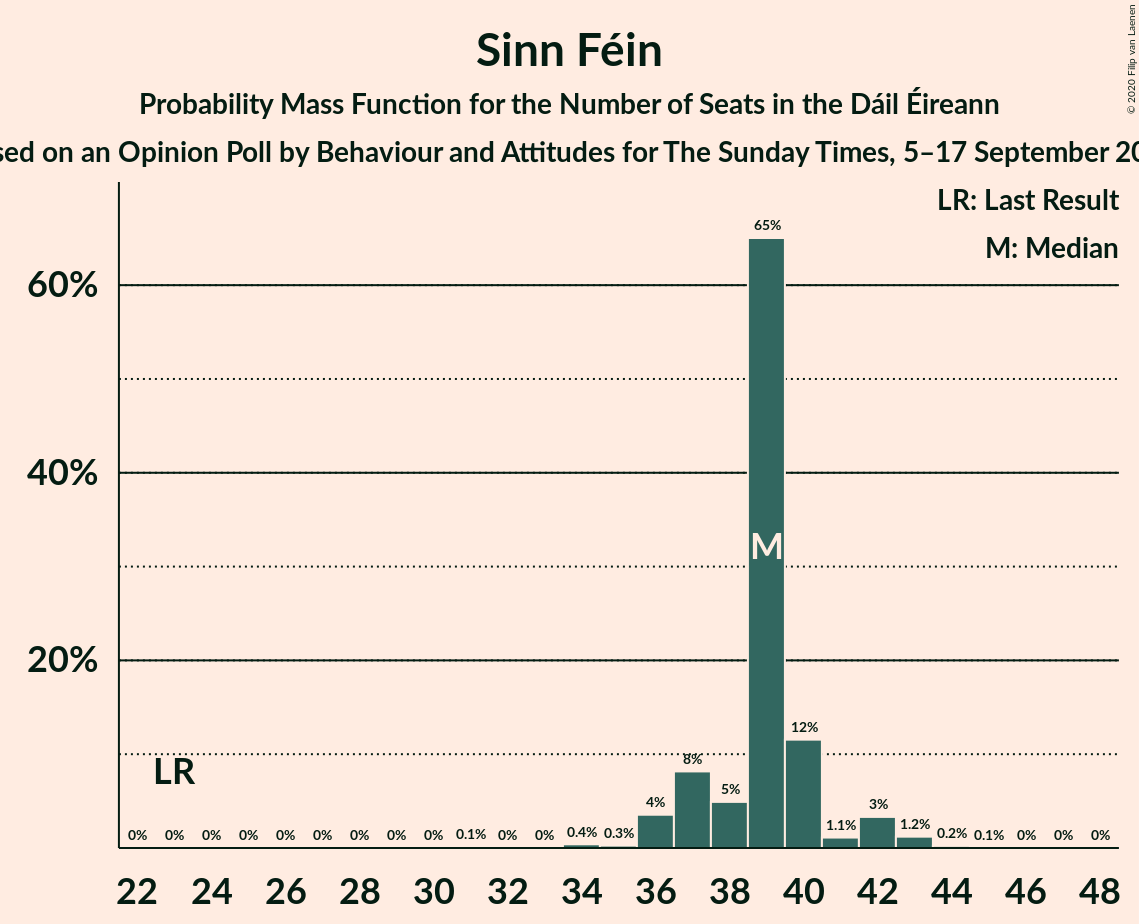 Sinn Féin
Probability Mass Function for the Number of Seats in the Dáil Éireann
on an Opinion Poll by Behaviour and Attitudes for The Sunday Times, 5–17 September
© 2020 Filip van Laenen
LR: Last Result
M: Median
60%
40%
20%
65%
M
12%
8%
5%
4%
3%
LR
0% 0% 0% 0% 0% 0% 0% 0% 0% 0.1% 0% 0% 0.4% 0.3% 1.1% 1.2% 0.2% 0.1% 0% 0% 0%
22 24 26 28 30 32 34 36 38 40 42 44 46 48